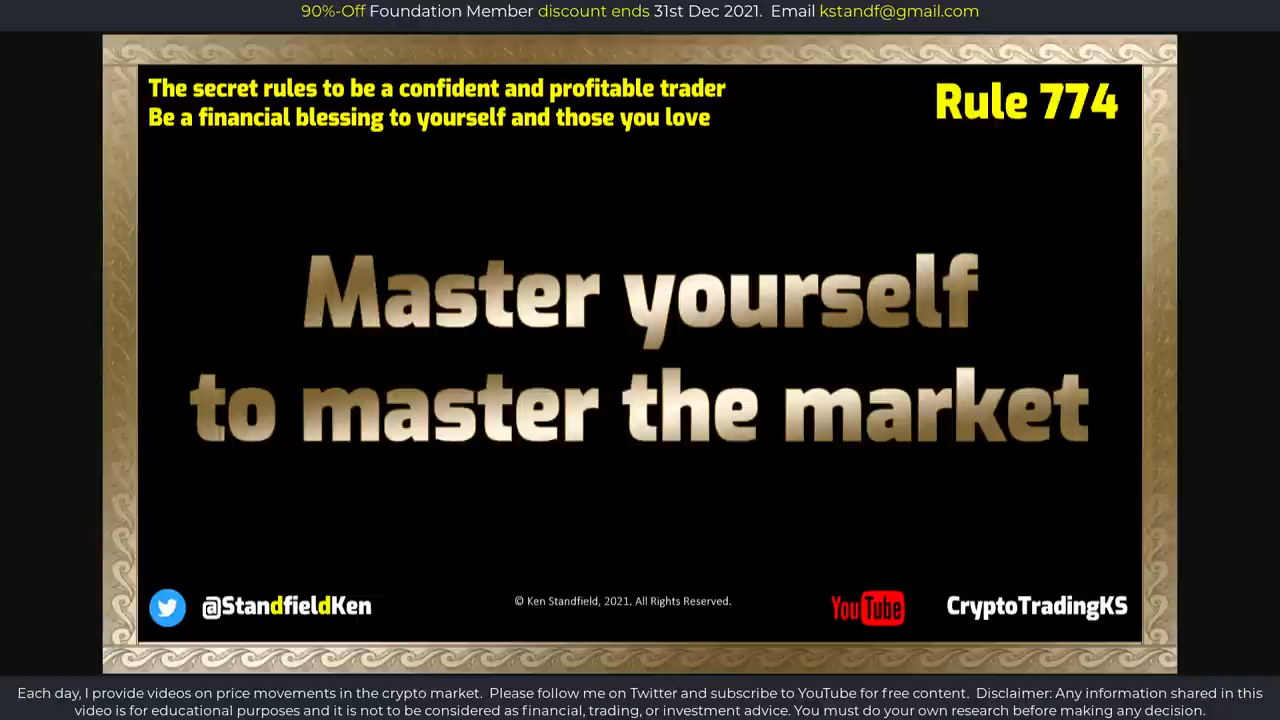 90%-Off Foundation Member discount ends 31st Dec 2021. Email kstandf@gmail.com
The secret rules to be a confident and profitable trader
Be a financial blessing to yourself and those you love
Rule 774
Master yourself
to master the market
@StandfieldKen
© Ken Standfield, 2021. All Rights Reserved.
YouTube
CryptoTradingKS
Each day, I provide videos on price movements in the crypto market. Please follow me on Twitter and subscribe to YouTube for free content. Disclaimer: Any information shared in this
video is for educational purposes and it is not to be considered as financial, trading, or investment advice. You must do your own research before making any decision.